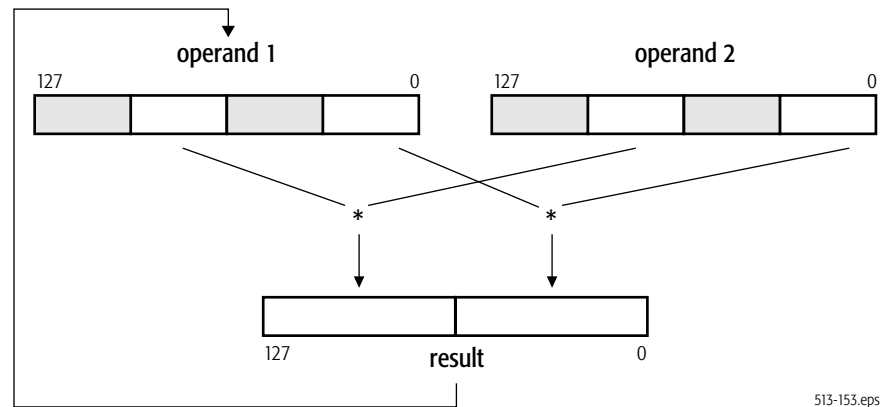 operand 1
operand 2
127 0
127 0
* *
127 result 0
513-153.eps